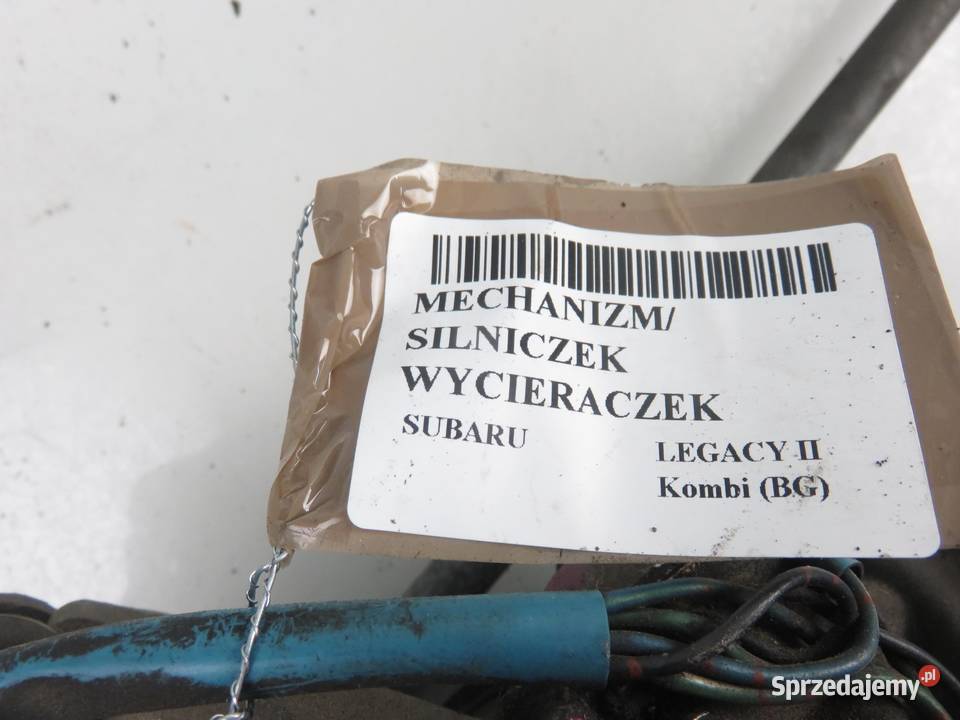 MECHANIZM/
SILNICZEK
WYCIERACZEK
SUBARU
LEGACY II
Kombi (BG)
Sprzedajemy.pl